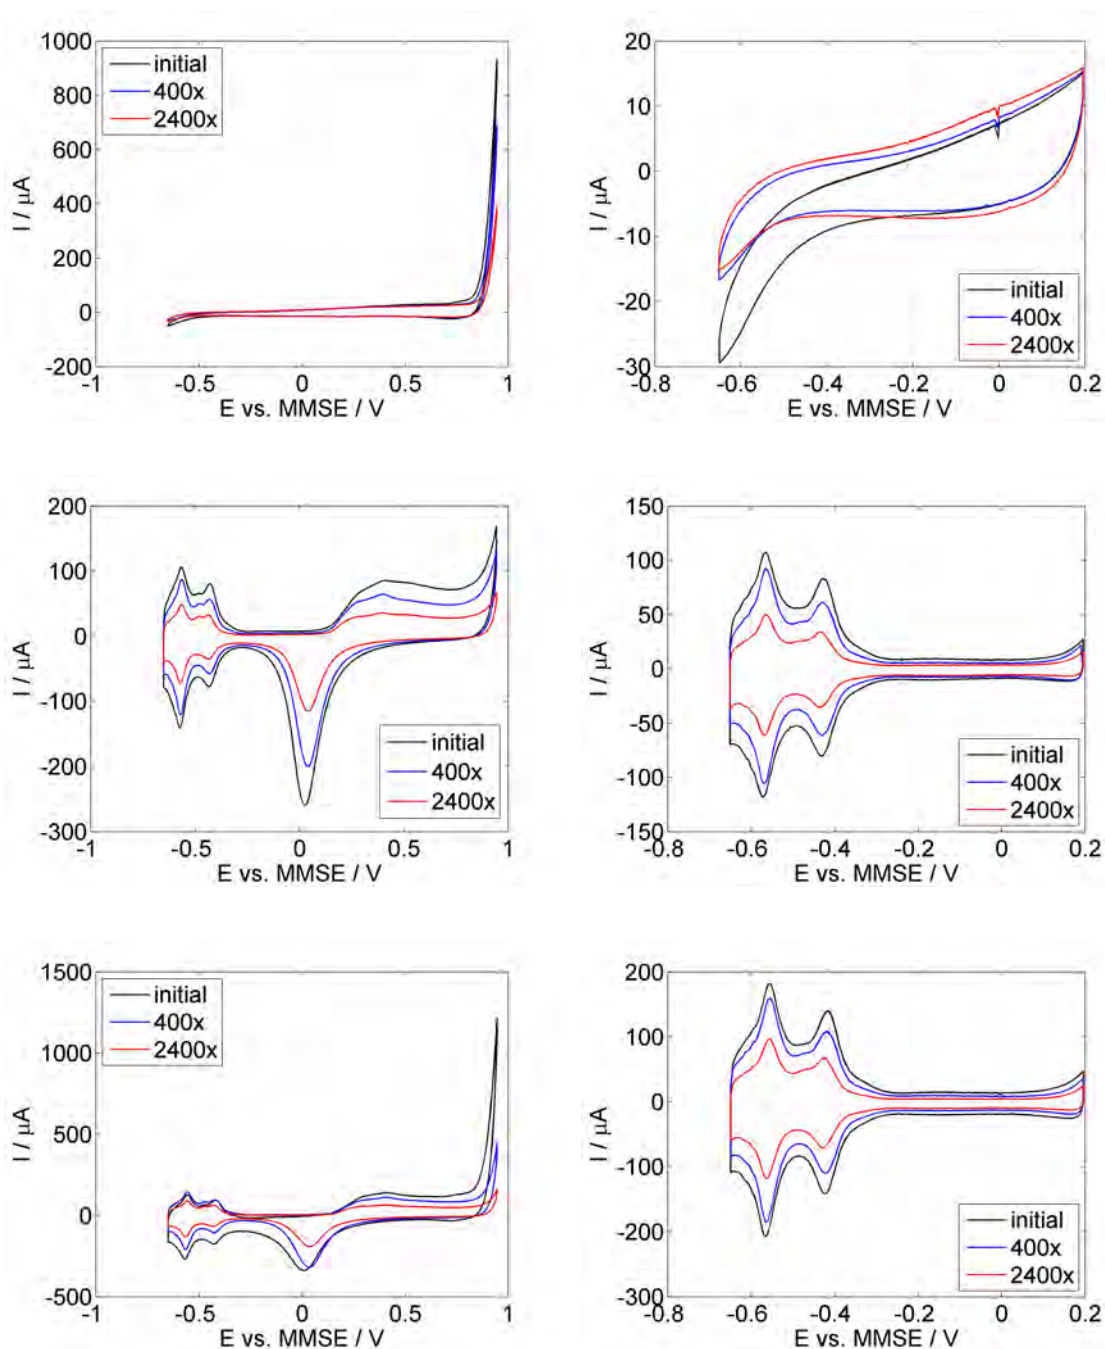 1000
800
600
400
200
0
-200
I / µA
initial
400x
2400x
-1
-0.5
0
0.5
1
E vs. MMSE / V
20
10
0
-10
-20
-30
I / µA
initial
400x
2400x
-0.8
-0.6
-0.4
-0.2
0
0.2
E vs. MMSE / V
200
100
0
-100
-200
-300
I / µA
initial
400x
2400x
-1
-0.5
0
0.5
1
E vs. MMSE / V
150
100
50
0
-50
-100
-150
I / µA
initial
400x
2400x
-0.8
-0.6
-0.4
-0.2
0
0.2
E vs. MMSE / V
1500
1000
500
0
-500
I / µA
initial
400x
2400x
-1
-0.5
0
0.5
1
E vs. MMSE / V
200
100
0
-100
-200
-300
I / µA
initial
400x
2400x
-0.8
-0.6
-0.4
-0.2
0
0.2
E vs. MMSE / V